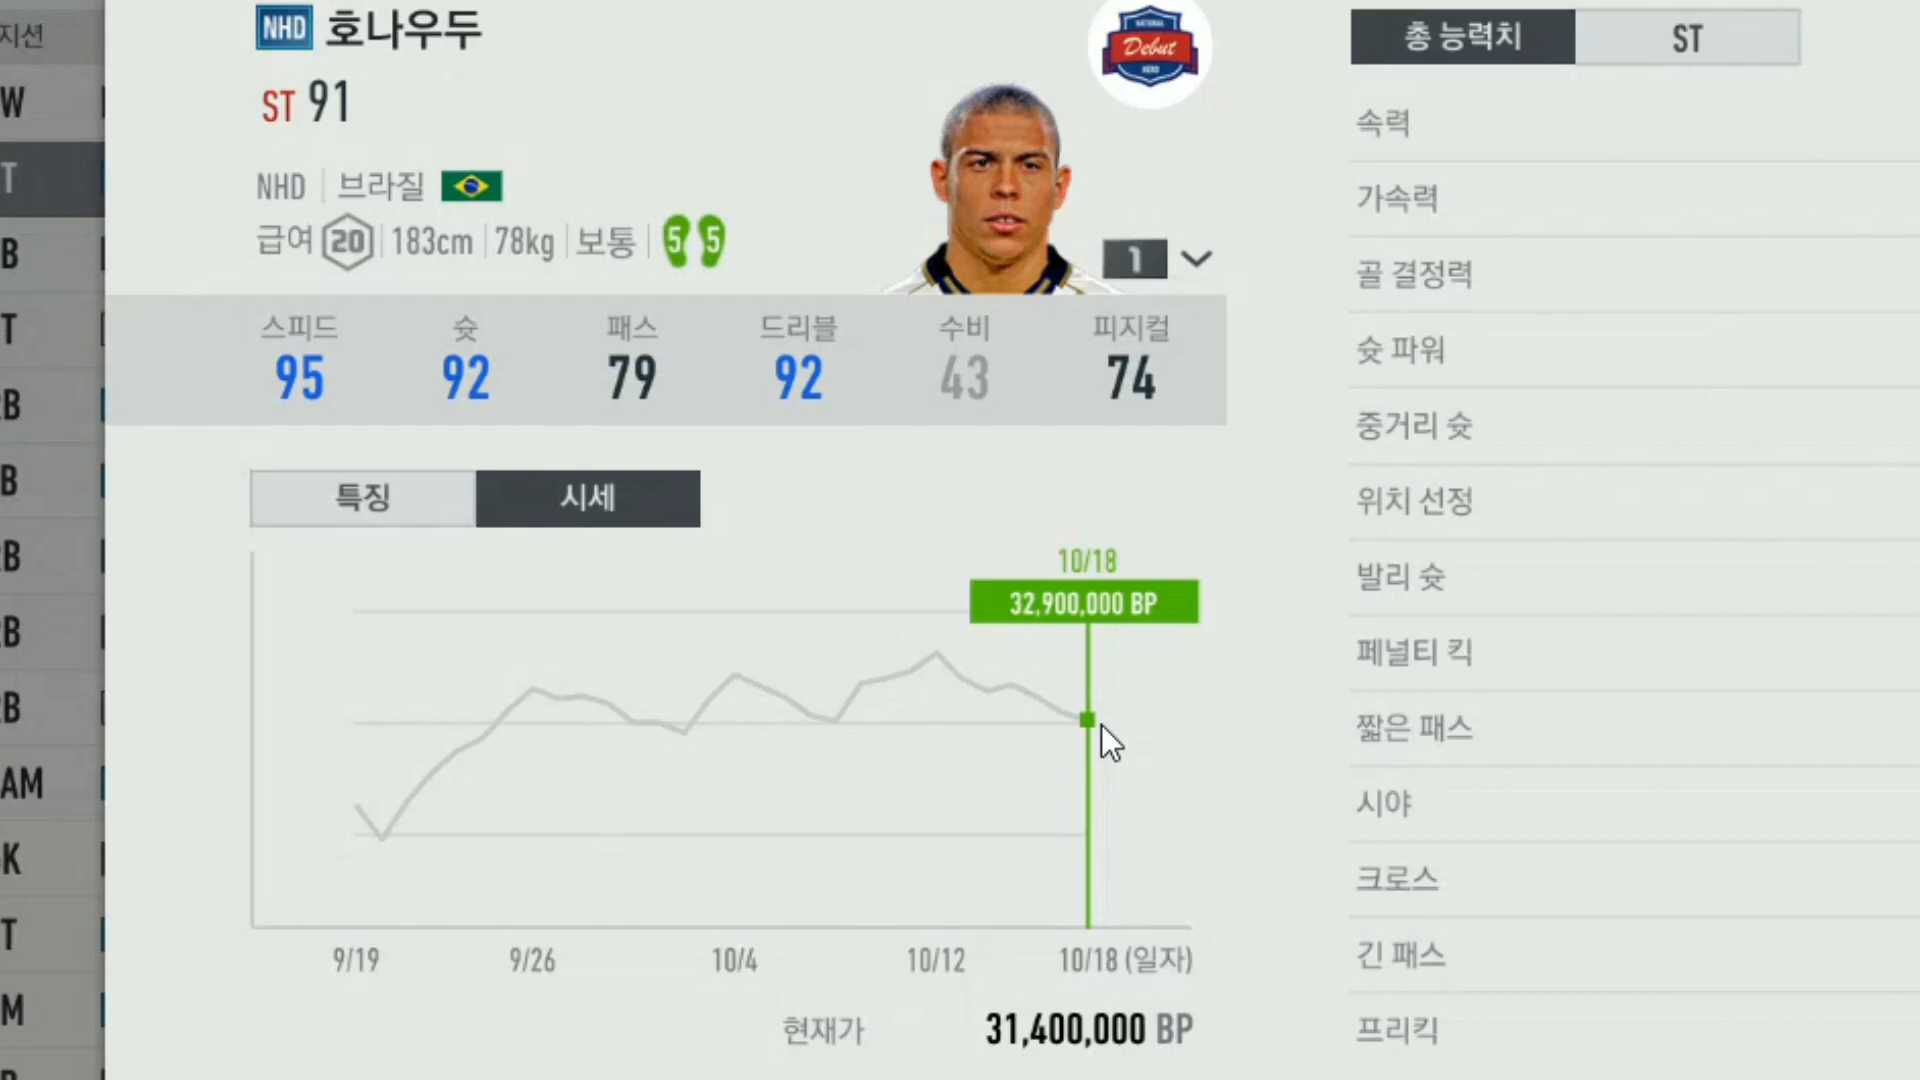 지션
W
T
B
T
B
B
B
B
B
AM
K
T
M
NHD 호나우두
ST 91
NATIONAL
Debut
HERO
NHD 브라질
급여 20 183cm 78kg 보통 5 5
1
스피드 슛 패스 드리블 수비 피지컬
95 92 79 92 43 74
특징 시세
10/18
32,900,000 BP
9/19 9/26 10/4 10/12 10/18 (일자)
현재가 31,400,000 BP
총 능력치 ST
속력
가속력
골 결정력
슛 파워
중거리 슛
위치 선정
발리 슛
페널티 킥
짧은 패스
시야
크로스
긴 패스
프리킥